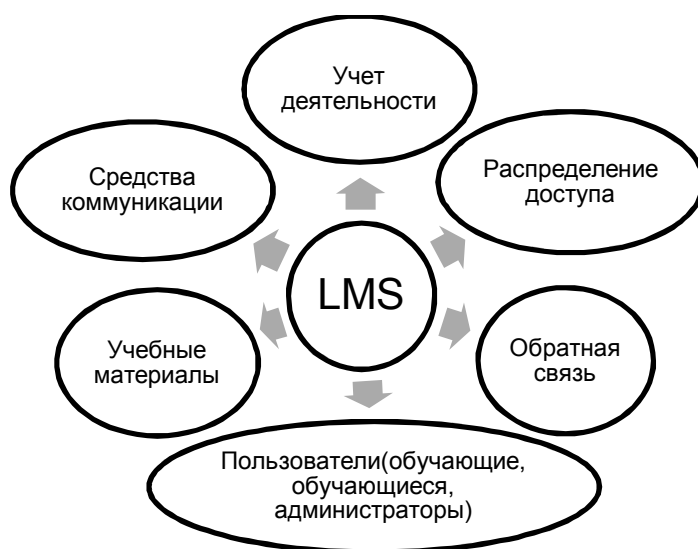 Учет
деятельности
Средства
коммуникации
Распределение
доступа
LMS
Учебные
материалы
Обратная
связь
Пользователи(обучающие,
обучающиеся,
администраторы)